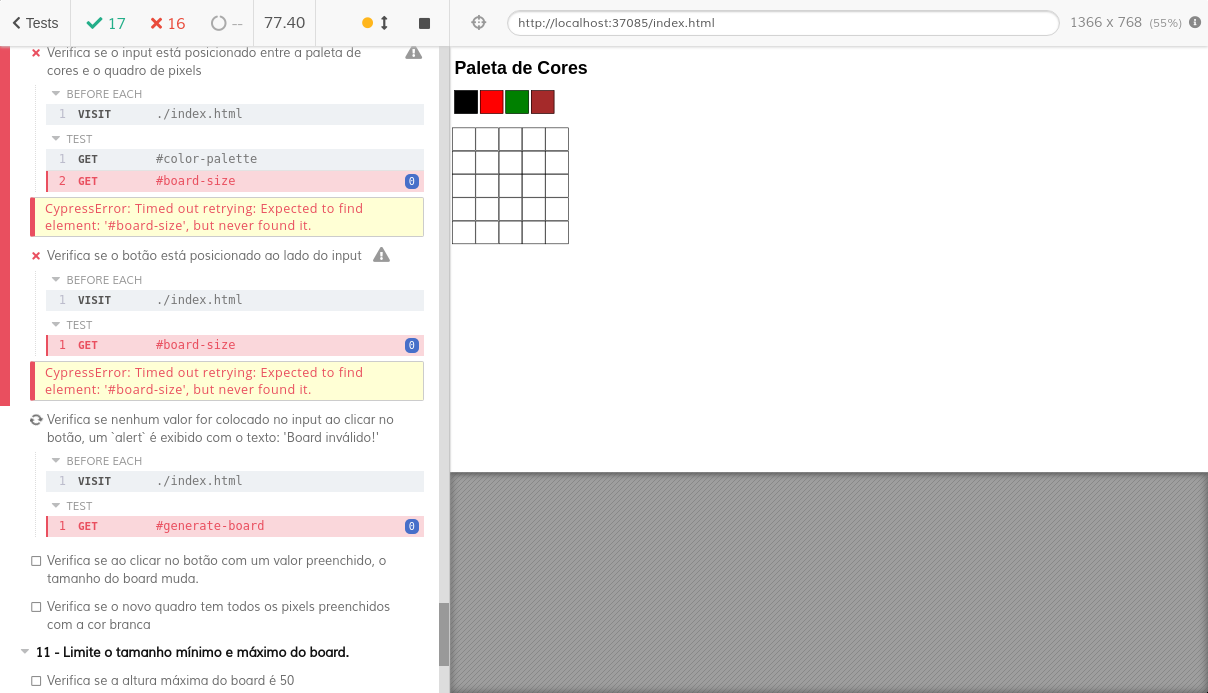 Tests 17 16 -- 77.40 http://localhost:37085/index.html 1366 x 768 (55%)
Verifica se o input está posicionado entre a paleta de
cores e o quadro de pixels
BEFORE EACH
1 VISIT ./index.html
TEST
1 GET #color-palette
2 GET #board-size 0
CypressError: Timed out retrying: Expected to find
element: '#board-size', but never found it.
Verifica se o botão está posicionado ao lado do input
BEFORE EACH
1 VISIT ./index.html
TEST
1 GET #board-size 0
CypressError: Timed out retrying: Expected to find
element: '#board-size', but never found it.
Verifica se nenhum valor for colocado no input ao clicar no
botão, um `alert` é exibido com o texto: 'Board inválido!'
BEFORE EACH
1 VISIT ./index.html
TEST
1 GET #generate-board 0
Verifica se ao clicar no botão com um valor preenchido, o
tamanho do board muda.
Verifica se o novo quadro tem todos os pixels preenchidos
com a cor branca
11 - Limite o tamanho mínimo e máximo do board.
Verifica se a altura máxima do board é 50
Paleta de Cores